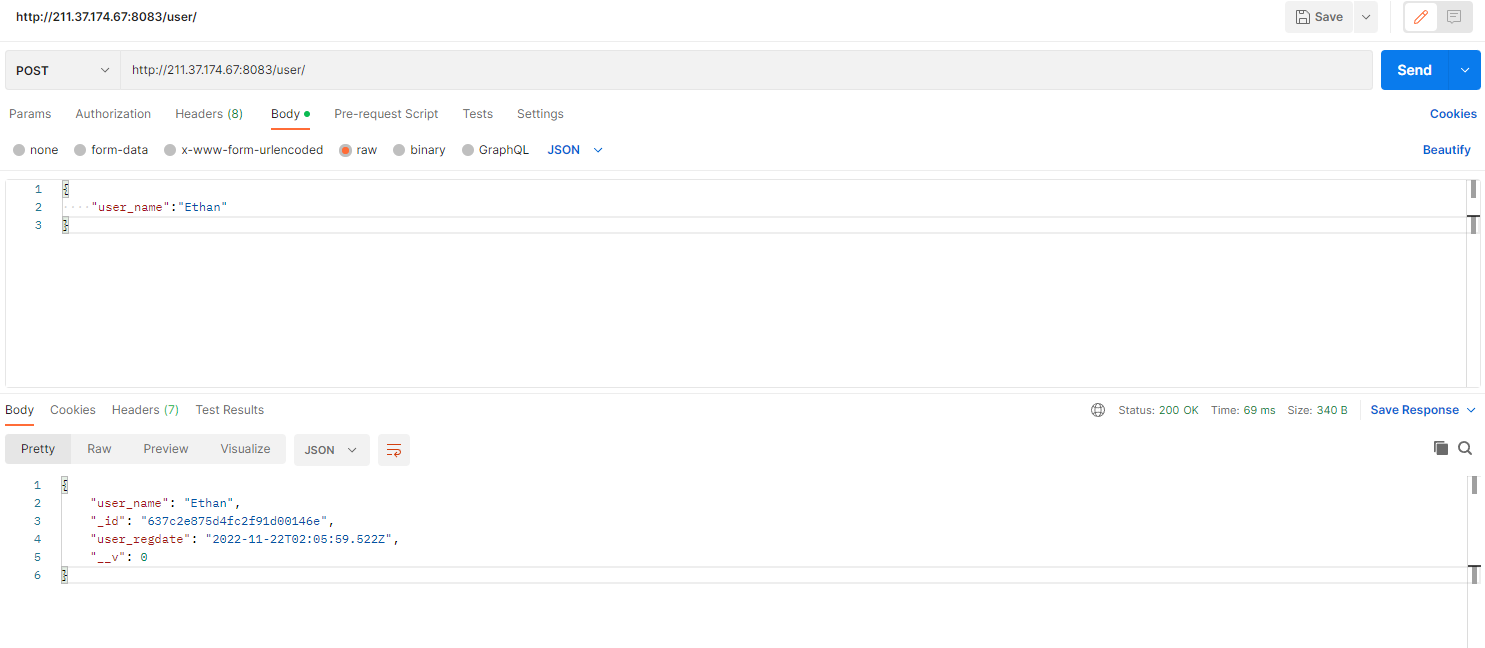 http://211.37.174.67:8083/user/ Save
POST http://211.37.174.67:8083/user/ Send
Params Authorization Headers (8) Body Pre-request Script Tests Settings Cookies
none form-data x-www-form-urlencoded raw binary GraphQL JSON Beautify
1 {
2 ····"user_name":"Ethan"
3 }
Body Cookies Headers (7) Test Results Status: 200 OK Time: 69 ms Size: 340 B Save Response
Pretty Raw Preview Visualize JSON
1 {
2 "user_name": "Ethan",
3 "_id": "637c2e875d4fc2f91d00146e",
4 "user_regdate": "2022-11-22T02:05:59.522Z",
5 "__v": 0
6 }